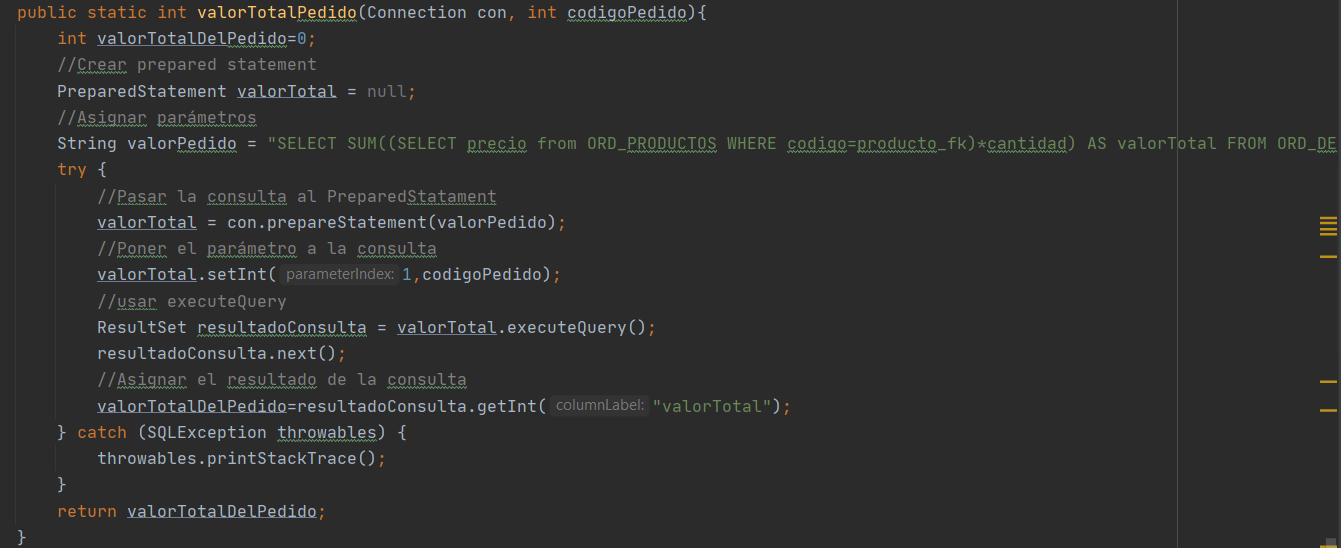 public static int valorTotalPedido(Connection con, int codigoPedido){
int valorTotalDelPedido=0;
//Crear prepared statement
PreparedStatement valorTotal = null;
//Asignar parámetros
String valorPedido = "SELECT SUM((SELECT precio from ORD_PRODUCTOS WHERE codigo=producto_fk)*cantidad) AS valorTotal FROM ORD_DE
try {
//Pasar la consulta al PreparedStatament
valorTotal = con.prepareStatement(valorPedido);
//Poner el parámetro a la consulta
valorTotal.setInt( parameterIndex: 1,codigoPedido);
//usar executeQuery
ResultSet resultadoConsulta = valorTotal.executeQuery();
resultadoConsulta.next();
//Asignar el resultado de la consulta
valorTotalDelPedido=resultadoConsulta.getInt( columnLabel: "valorTotal");
} catch (SQLException throwables) {
throwables.printStackTrace();
}
return valorTotalDelPedido;
}